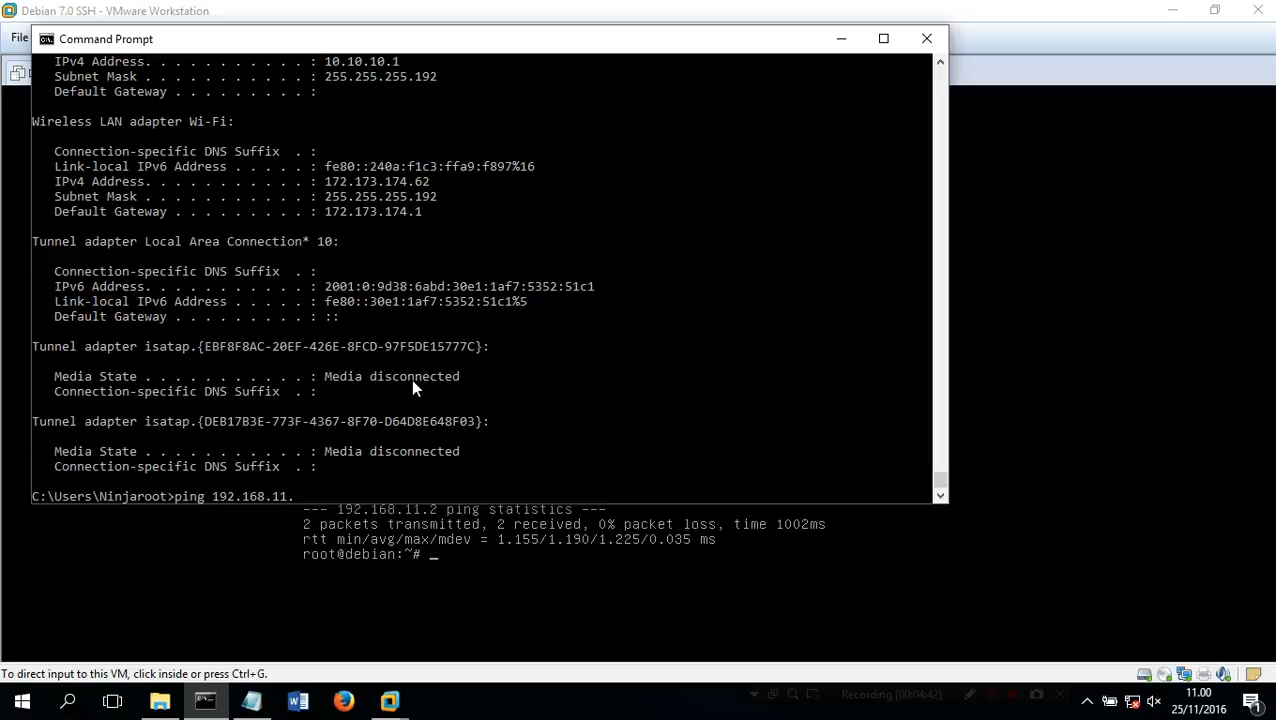 Debian 7.0 SSH - VMware Workstation
File
Command Prompt
IPv4 Address. . . . . . . . . . . : 10.10.10.1
Subnet Mask . . . . . . . . . . . : 255.255.255.192
Default Gateway . . . . . . . . . :
Wireless LAN adapter Wi-Fi:
Connection-specific DNS Suffix  . :
Link-local IPv6 Address . . . . . : fe80::240a:f1c3:ffa9:f897%16
IPv4 Address. . . . . . . . . . . : 172.173.174.62
Subnet Mask . . . . . . . . . . . : 255.255.255.192
Default Gateway . . . . . . . . . : 172.173.174.1
Tunnel adapter Local Area Connection* 10:
Connection-specific DNS Suffix  . :
IPv6 Address. . . . . . . . . . . : 2001:0:9d38:6abd:30e1:1af7:5352:51c1
Link-local IPv6 Address . . . . . : fe80::30e1:1af7:5352:51c1%5
Default Gateway . . . . . . . . . : ::
Tunnel adapter isatap.{EBF8F8AC-20EF-426E-8FCD-97F5DE15777C}:
Media State . . . . . . . . . . . : Media disconnected
Connection-specific DNS Suffix  . :
Tunnel adapter isatap.{DEB17B3E-773F-4367-8F70-D64D8E648F03}:
Media State . . . . . . . . . . . : Media disconnected
Connection-specific DNS Suffix  . :
C:\Users\Ninjaroot>ping 192.168.11.
--- 192.168.11.2 ping statistics ---
2 packets transmitted, 2 received, 0% packet loss, time 1002ms
rtt min/avg/max/mdev = 1.155/1.190/1.225/0.035 ms
root@debian:~# _
To direct input to this VM, click inside or press Ctrl+G.
Recording [00:04:42]
11.00
25/11/2016